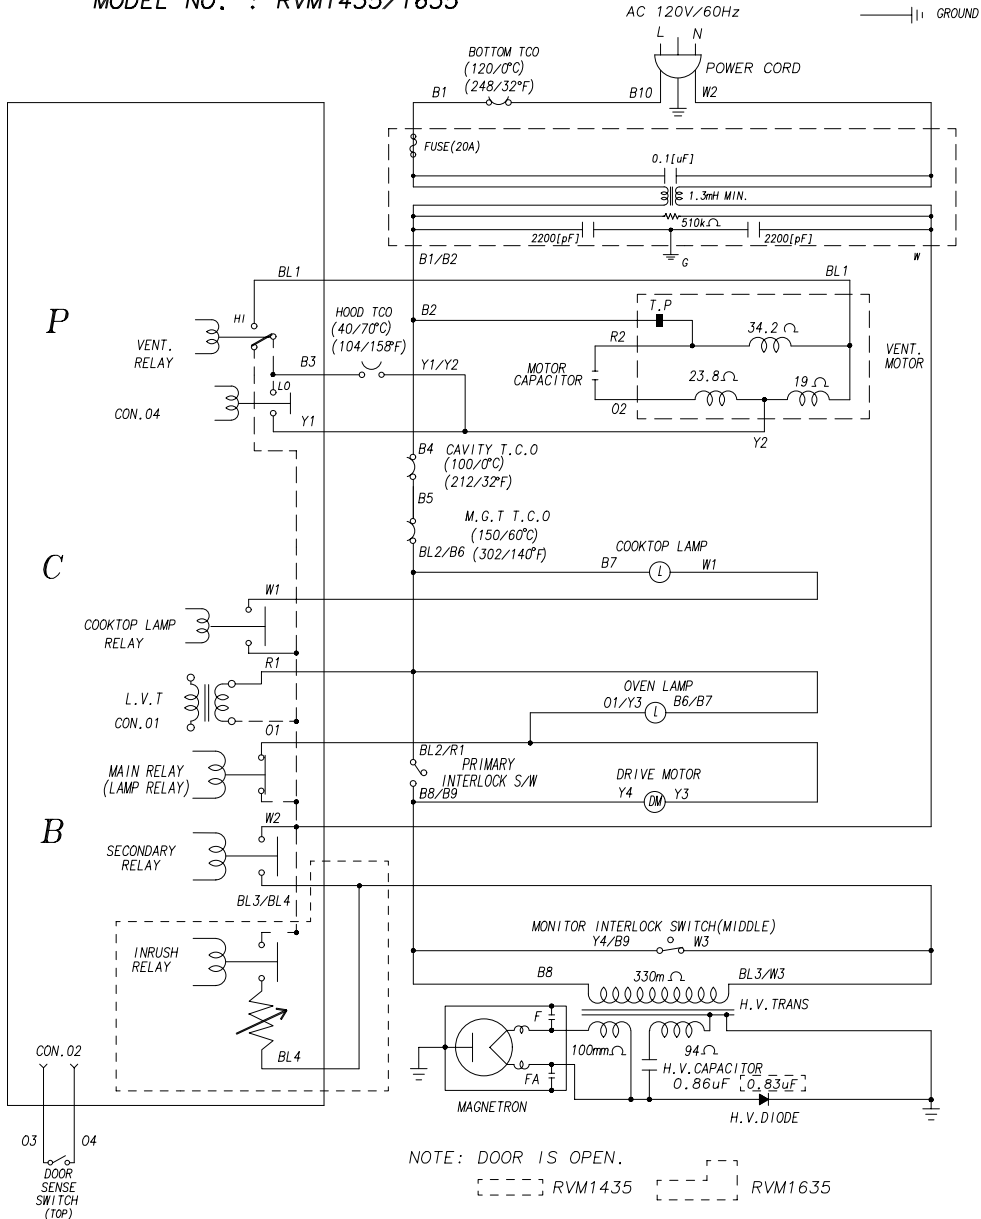 MODEL NO. : RVM1435/1635
AC 120V/60Hz
GROUND
L N
POWER CORD
BOTTOM TCO
(120/0°C)
(248/32°F)
B1
B10
W2
FUSE(20A)
0.1[uF]
1.3mH MIN.
510kΩ
2200[pF]
2200[pF]
G
W
B1/B2
BL1
BL1
P
HI
VENT.
RELAY
HOOD TCO
(40/70°C)
(104/158°F)
B2
T.P
R2
34.2 Ω
VENT.
MOTOR
B3
Y1/Y2
MOTOR
CAPACITOR
23.8Ω
19Ω
LO
CON.04
O2
Y1
Y2
B4
CAVITY T.C.O
(100/0°C)
(212/32°F)
B5
M.G.T T.C.O
(150/60°C)
BL2/B6
(302/140°F)
COOKTOP LAMP
B7
L
W1
C
W1
COOKTOP LAMP
RELAY
R1
L.V.T
CON.01
OVEN LAMP
O1/Y3
L
B6/B7
O1
BL2/R1
PRIMARY
INTERLOCK S/W
MAIN RELAY
(LAMP RELAY)
DRIVE MOTOR
B8/B9
Y4
DM
Y3
B
W2
SECONDARY
RELAY
BL3/BL4
MONITOR INTERLOCK SWITCH(MIDDLE)
Y4/B9
W3
INRUSH
RELAY
B8
330mΩ
BL3/W3
H.V.TRANS
F
100mmΩ
94Ω
BL4
CON.02
FA
H.V.CAPACITOR
0.86uF
0.83uF
MAGNETRON
H.V.DIODE
O3
O4
DOOR
SENSE
SWITCH
(TOP)
NOTE: DOOR IS OPEN.
RVM1435
RVM1635